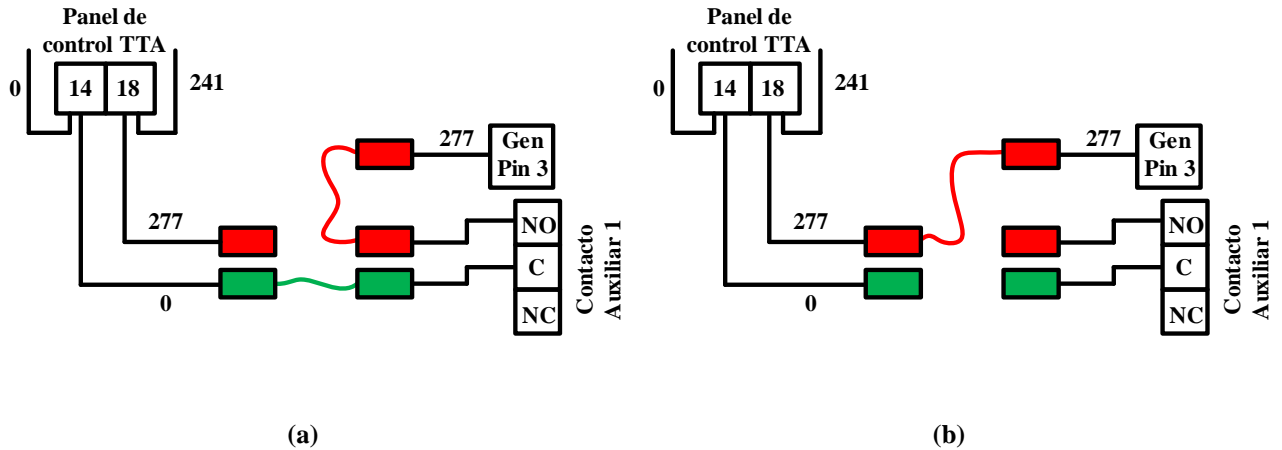 Panel de
control TTA
0
14
18
241
277
Gen
Pin 3
277
NO
C
NC
0
Contacto
Auxiliar 1
(a)
Panel de
control TTA
0
14
18
241
277
Gen
Pin 3
277
NO
C
NC
0
Contacto
Auxiliar 1
(b)